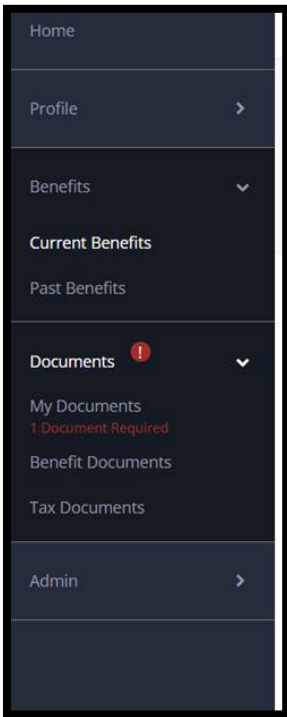 Home
Profile
Benefits
Current Benefits
Past Benefits
Documents !
My Documents
1 Document Required
Benefit Documents
Tax Documents
Admin